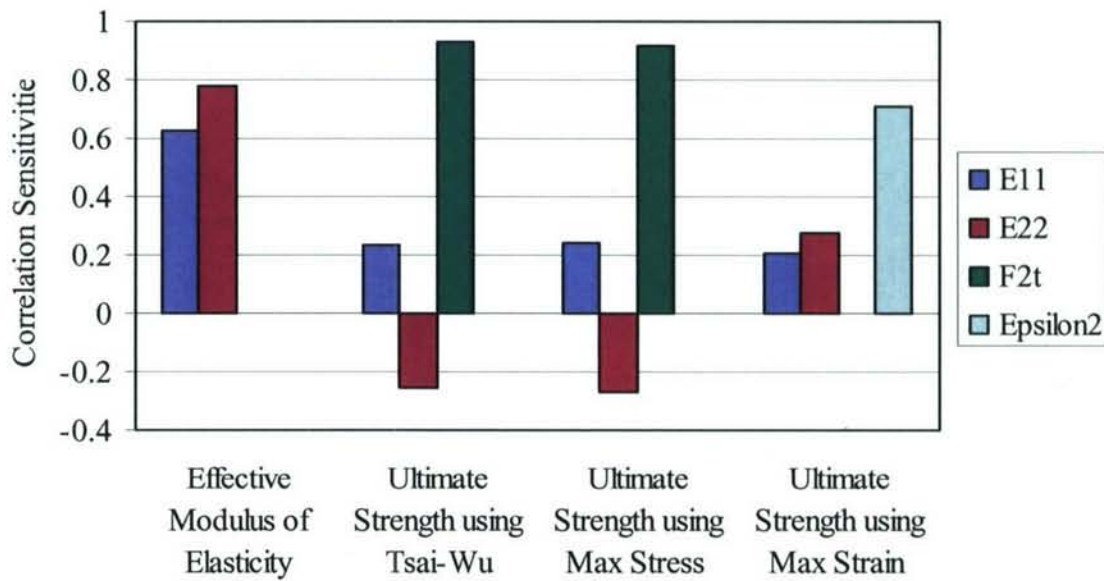 Correlation Sensitivitie
1
0.8
0.6
0.4
0.2
0
-0.2
-0.4
Effective
Modulus of
Elasticity
Ultimate
Strength using
Tsai-Wu
Ultimate
Strength using
Max Stress
Ultimate
Strength using
Max Strain
E11
E22
F2t
Epsilon2